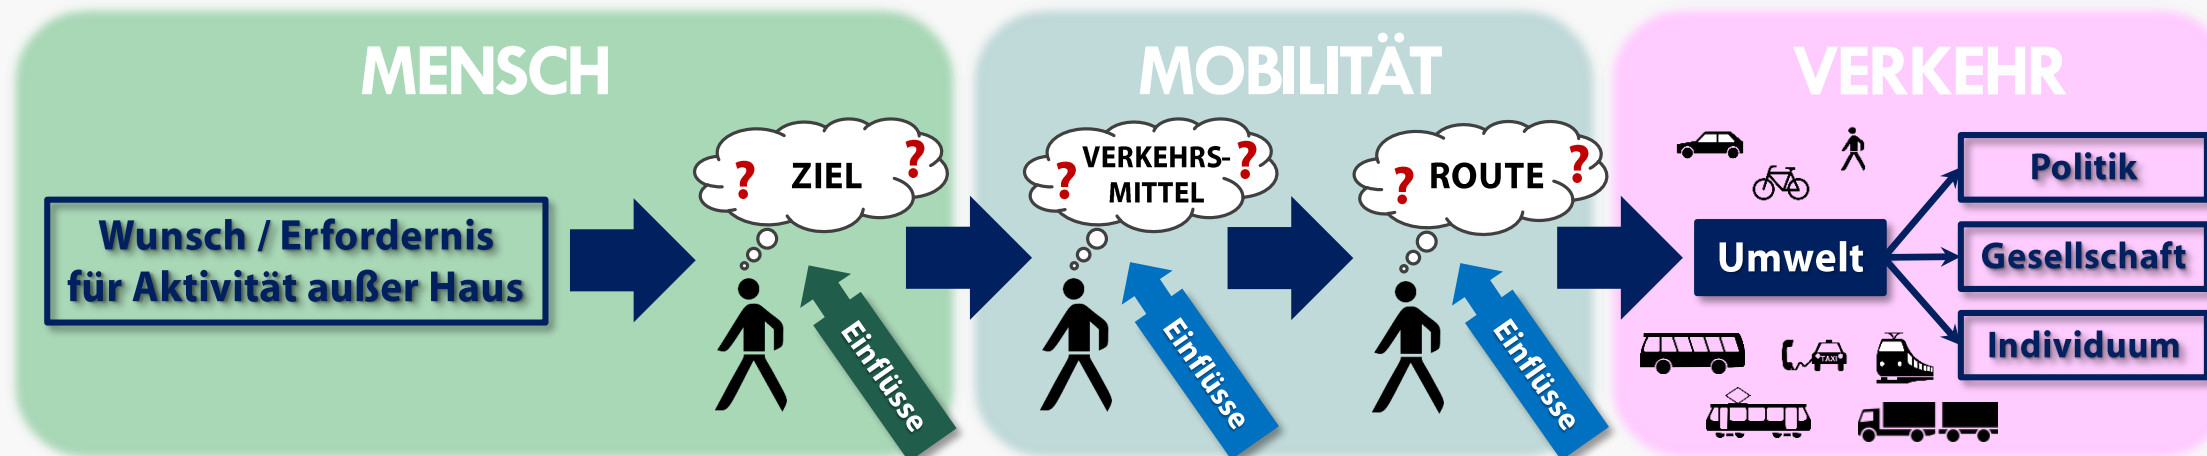 MENSCH
Wunsch / Erfordernis
für Aktivität außer Haus
? ZIEL ?
Einflüsse
MOBILITÄT
? VERKEHRS- ?
MITTEL
Einflüsse
? ROUTE ?
Einflüsse
VERKEHR
Umwelt
Politik
Gesellschaft
Individuum
TAXI